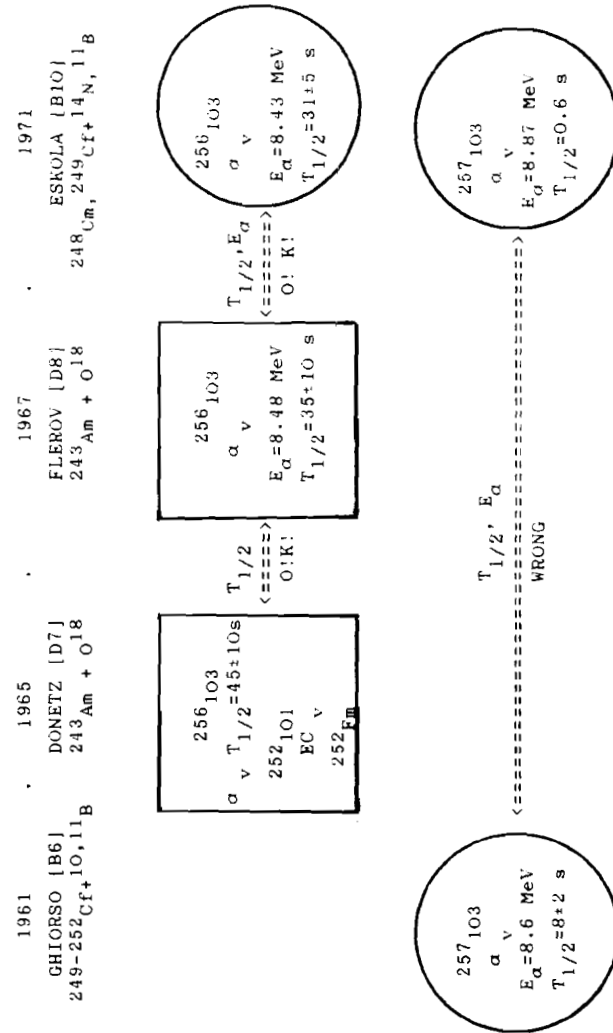 1961 . 1965 . 1967 . 1971
GHIORSO [B6] DONETZ [D7] FLEROV [D8] ESKOLA [B10]
249-252Cf+10,11B 243Am + O18 243Am + O18 248Cm, 249Cf+14N, 11B
256103
α v T1/2=45±10s
252101
EC v
252Fm
T1/2
<=====>
O!K!
256103
α v
Eα=8.48 MeV
T1/2=35±10 s
T1/2'Eα
<=======>
O! K!
256103
α v
Eα=8.43 MeV
T1/2=31±5 s
257103
α v
Eα=8.6 MeV
T1/2=8±2 s
T1/2' Eα
<=============================================>
WRONG
257103
α v
Eα=8.87 MeV
T1/2=0.6 s